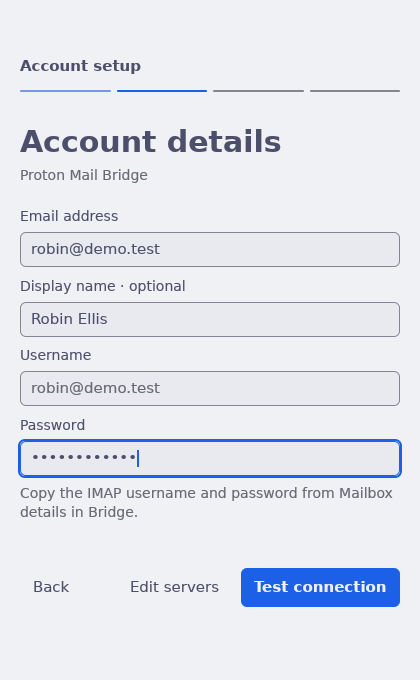 Account setup
Account details
Proton Mail Bridge
Email address
robin@demo.test
Display name · optional
Robin Ellis
Username
robin@demo.test
Password
••••••••••••
Copy the IMAP username and password from Mailbox
details in Bridge.
Back
Edit servers
Test connection